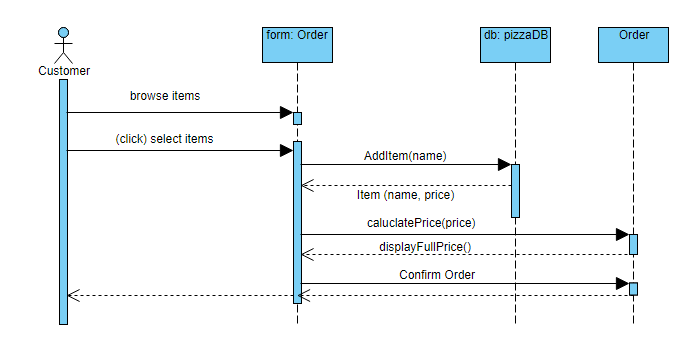 form: Order
db: pizzaDB
Order
Customer
browse items
(click) select items
AddItem(name)
Item (name, price)
caluclatePrice(price)
displayFullPrice()
Confirm Order